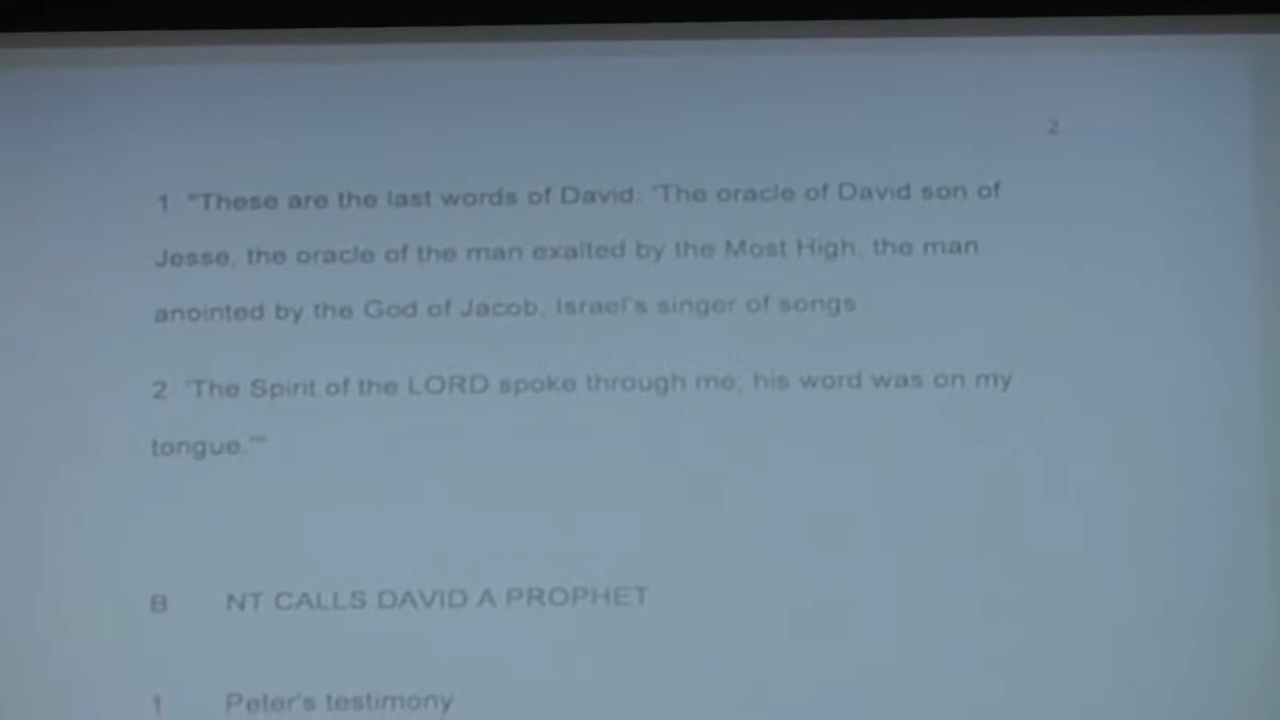 2
1 "These are the last words of David: 'The oracle of David son of
Jesse, the oracle of the man exalted by the Most High, the man
anointed by the God of Jacob, Israel's singer of songs .
2 'The Spirit of the LORD spoke through me; his word was on my
tongue.'"
B NT CALLS DAVID A PROPHET
1 Peter's testimony